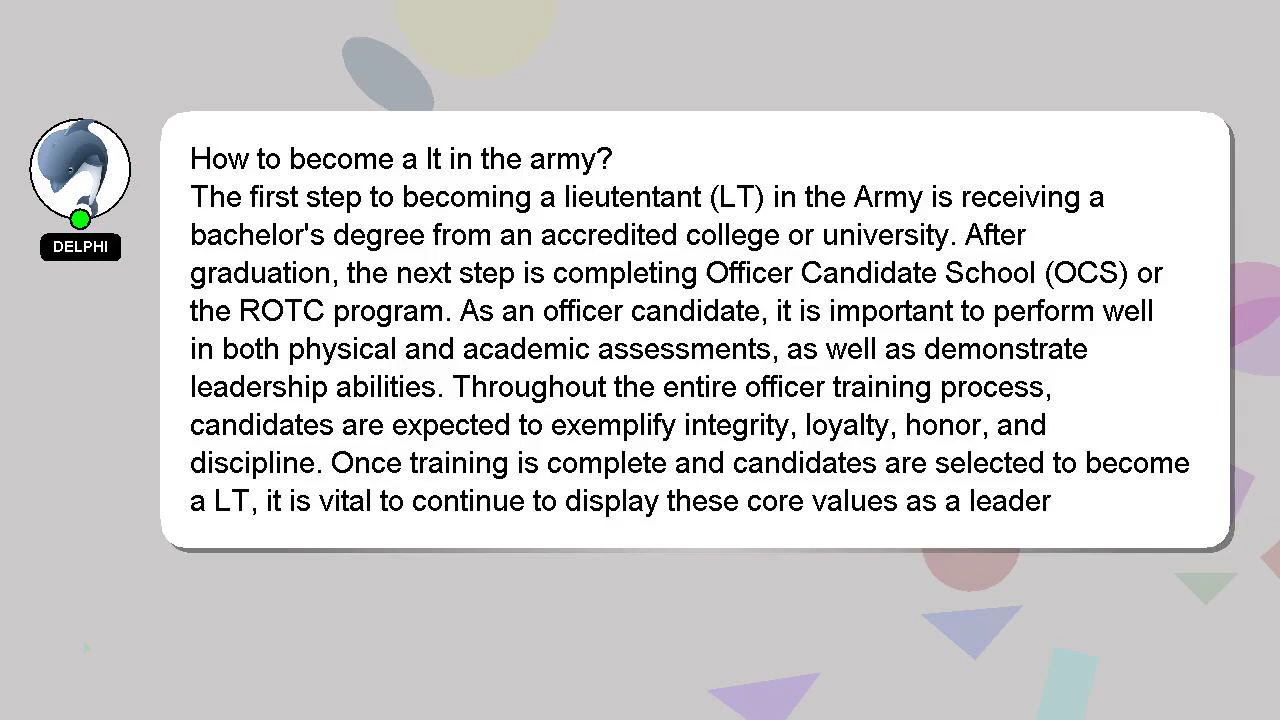 How to become a lt in the army?
The first step to becoming a lieutentant (LT) in the Army is receiving a
bachelor's degree from an accredited college or university. After
graduation, the next step is completing Officer Candidate School (OCS) or
the ROTC program. As an officer candidate, it is important to perform well
in both physical and academic assessments, as well as demonstrate
leadership abilities. Throughout the entire officer training process,
candidates are expected to exemplify integrity, loyalty, honor, and
discipline. Once training is complete and candidates are selected to become
a LT, it is vital to continue to display these core values as a leader
DELPHI